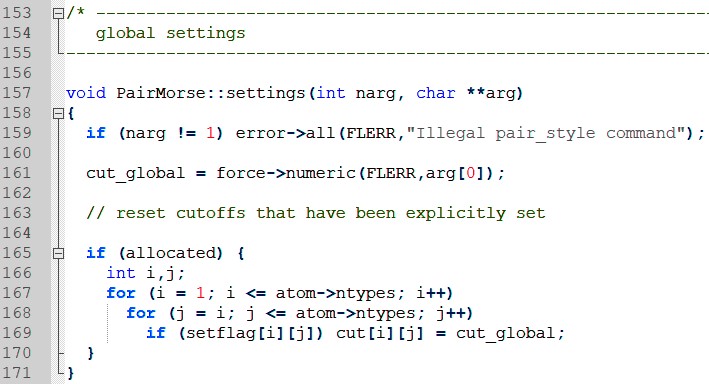 153 /* ----------------------------------------------------------------
154    global settings
155 -------------------------------------------------------------------
156
157 void PairMorse::settings(int narg, char **arg)
158 {
159   if (narg != 1) error->all(FLERR,"Illegal pair_style command");
160
161   cut_global = force->numeric(FLERR,arg[0]);
162
163   // reset cutoffs that have been explicitly set
164
165   if (allocated) {
166     int i,j;
167     for (i = 1; i <= atom->ntypes; i++)
168       for (j = i; j <= atom->ntypes; j++)
169         if (setflag[i][j]) cut[i][j] = cut_global;
170   }
171 }